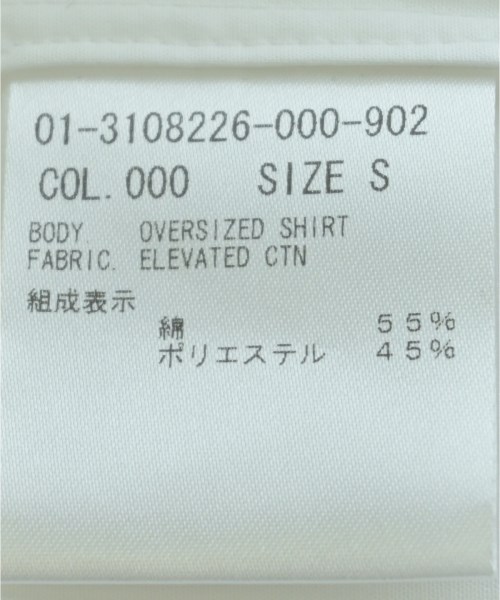 01-3108226-000-902
COL. 000 SIZE S
BODY. OVERSIZED SHIRT
FABRIC. ELEVATED CTN
組成表示
綿 55%
ポリエステル 45%